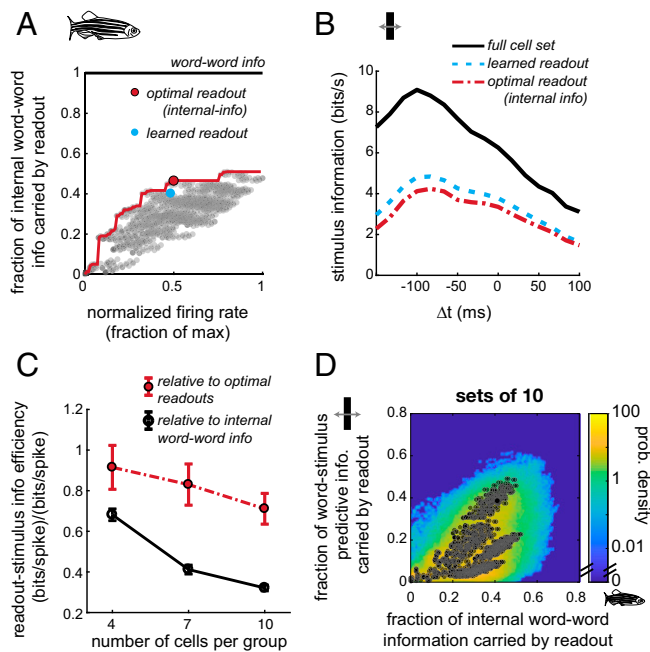 A
word-word info
optimal readout
(internal-info)
learned readout
fraction of internal word-word
info carried by readout
1
0.8
0.6
0.4
0.2
0
0
0.5
1
normalized firing rate
(fraction of max)
B
full cell set
learned readout
optimal readout
(internal info)
stimulus information (bits/s)
10
8
6
4
2
0
-100
-50
0
50
100
Δt (ms)
C
relative to optimal
readouts
relative to internal
word-word info
readout-stimulus info efficiency
(bits/spike)/(bits/spike)
1.2
1
0.8
0.6
0.4
0.2
4
7
10
number of cells per group
D
sets of 10
fraction of word-stimulus
predictive info.
carried by readout
0.8
0.6
0.4
0.2
0
0
0.2
0.4
0.6
0.8
fraction of internal word-word
information carried by readout
100
1
0.01
0
prob. density